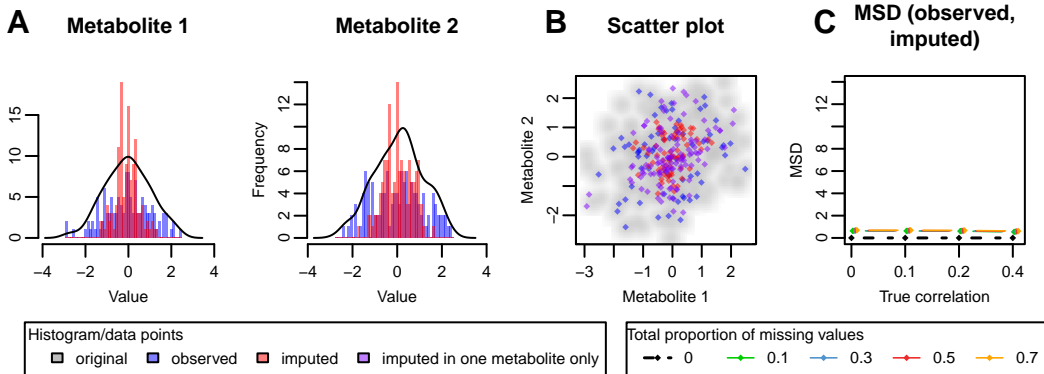 A
Metabolite 1
Metabolite 2
B
Scatter plot
C
MSD (observed,
imputed)
0
5
10
15
−4
−2
0
2
4
Value
Frequency
0
2
4
6
8
12
−4
−2
0
2
4
Value
Metabolite 2
−2
0
1
2
−3
−1
0
1
2
Metabolite 1
MSD
0
2
4
6
8
12
0
0.1
0.2
0.4
True correlation
Histogram/data points
original observed imputed imputed in one metabolite only
Total proportion of missing values
0 0.1 0.3 0.5 0.7